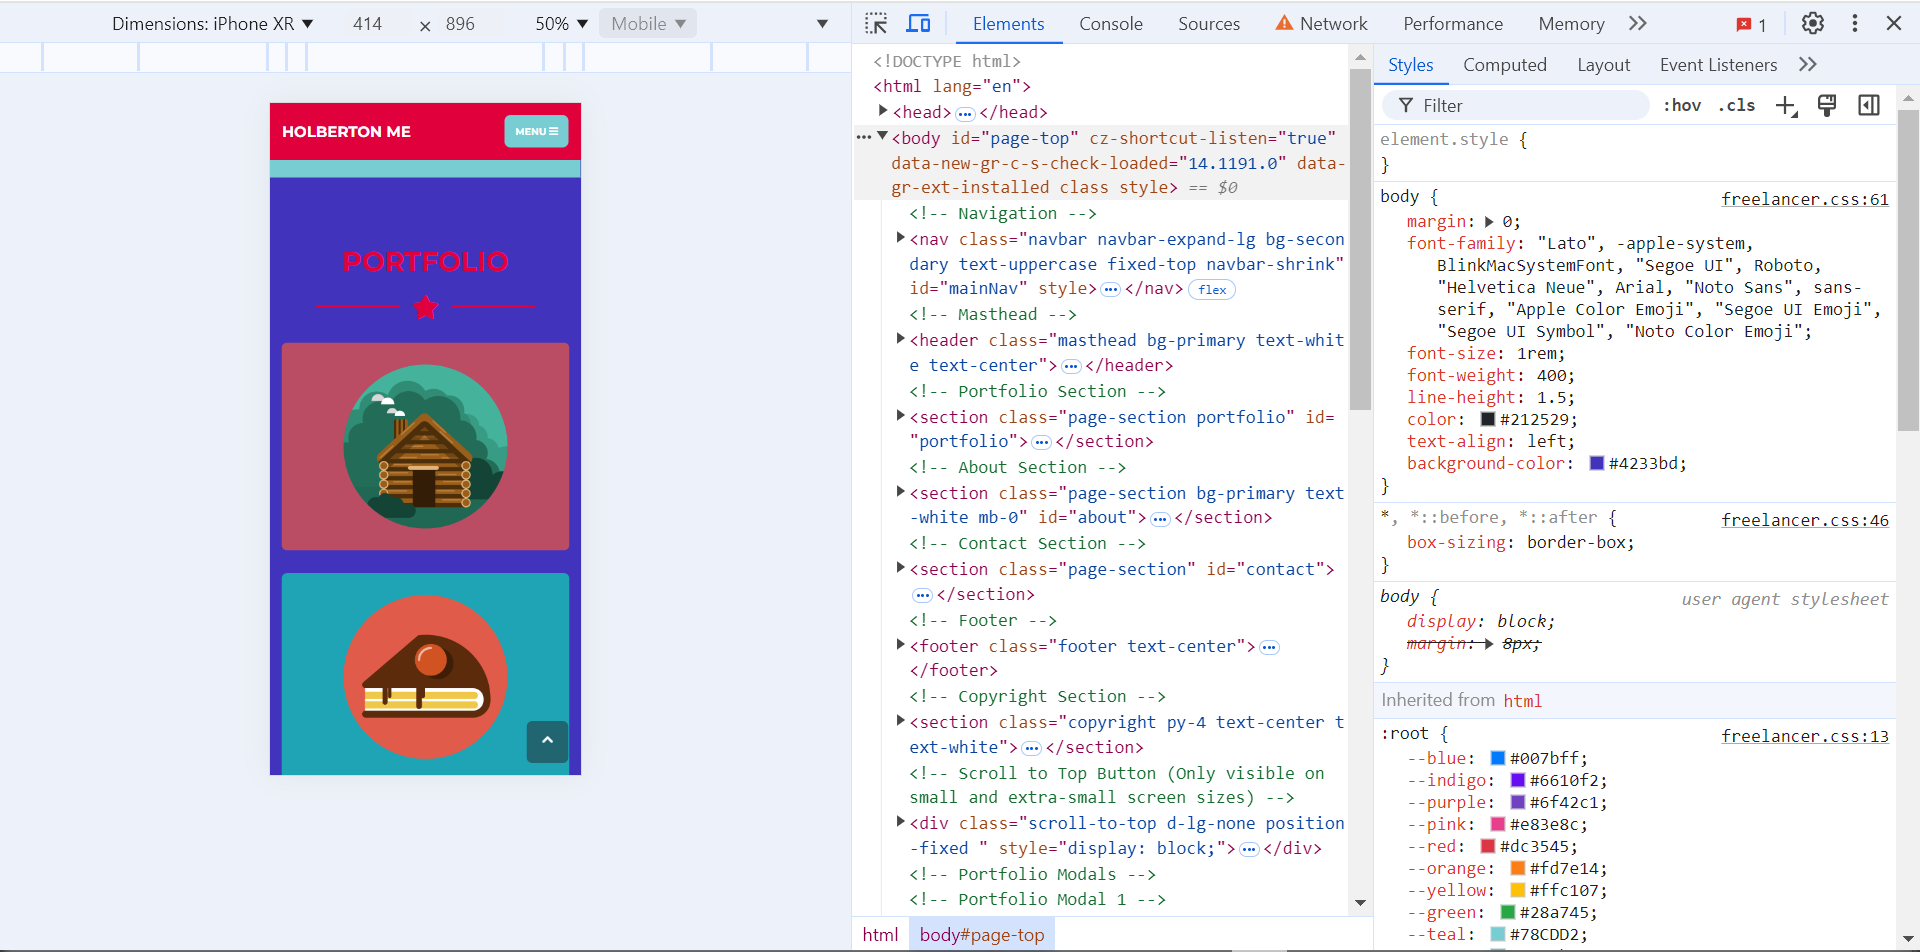 Dimensions: iPhone XR ▼ 414 × 896 50% ▼ Mobile ▼ ▼
HOLBERTON ME
MENU
PORTFOLIO
Elements Console Sources Network Performance Memory 1
<!DOCTYPE html>
<html lang="en">
<head> ••• </head>
••• <body id="page-top" cz-shortcut-listen="true"
data-new-gr-c-s-check-loaded="14.1191.0" data-
gr-ext-installed class style> == $0
<!-- Navigation -->
<nav class="navbar navbar-expand-lg bg-secon
dary text-uppercase fixed-top navbar-shrink"
id="mainNav" style> ••• </nav> flex
<!-- Masthead -->
<header class="masthead bg-primary text-whit
e text-center"> ••• </header>
<!-- Portfolio Section -->
<section class="page-section portfolio" id=
"portfolio"> ••• </section>
<!-- About Section -->
<section class="page-section bg-primary text
-white mb-0" id="about"> ••• </section>
<!-- Contact Section -->
<section class="page-section" id="contact">
••• </section>
<!-- Footer -->
<footer class="footer text-center"> •••
</footer>
<!-- Copyright Section -->
<section class="copyright py-4 text-center t
ext-white"> ••• </section>
<!-- Scroll to Top Button (Only visible on
small and extra-small screen sizes) -->
<div class="scroll-to-top d-lg-none position
-fixed " style="display: block;"> ••• </div>
<!-- Portfolio Modals -->
<!-- Portfolio Modal 1 -->
html body#page-top
Styles Computed Layout Event Listeners
Filter :hov .cls
element.style {
}
body { freelancer.css:61
margin: 0;
font-family: "Lato", -apple-system,
BlinkMacSystemFont, "Segoe UI", Roboto,
"Helvetica Neue", Arial, "Noto Sans", sans-
serif, "Apple Color Emoji", "Segoe UI Emoji",
"Segoe UI Symbol", "Noto Color Emoji";
font-size: 1rem;
font-weight: 400;
line-height: 1.5;
color: #212529;
text-align: left;
background-color: #4233bd;
}
*, *::before, *::after { freelancer.css:46
box-sizing: border-box;
}
body { user agent stylesheet
display: block;
margin: 8px;
}
Inherited from html
:root { freelancer.css:13
--blue: #007bff;
--indigo: #6610f2;
--purple: #6f42c1;
--pink: #e83e8c;
--red: #dc3545;
--orange: #fd7e14;
--yellow: #ffc107;
--green: #28a745;
--teal: #78CDD2;